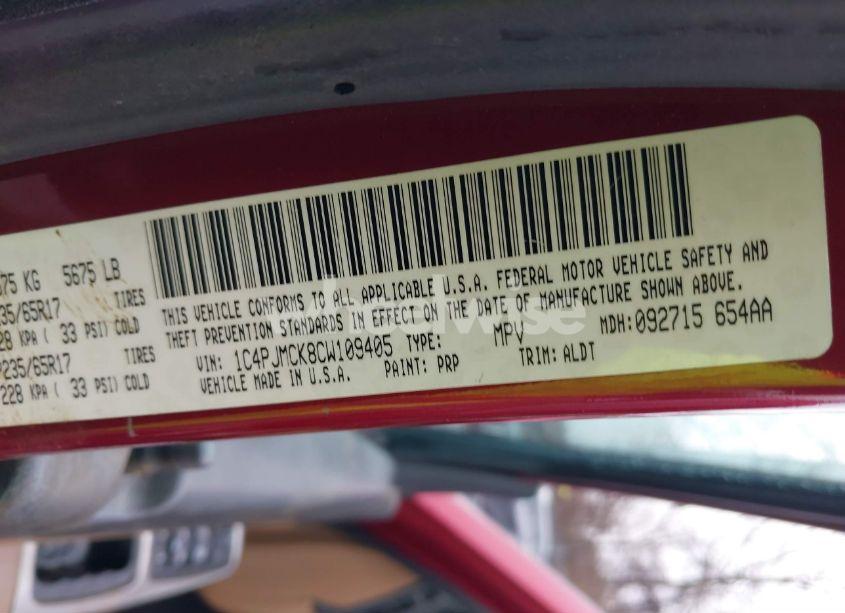 75 KG 5675 LB
235/65R17 TIRES
28 KPA ( 33 PSI) COLD
P235/65R17 TIRES
228 KPA ( 33 PSI) COLD
THIS VEHICLE CONFORMS TO ALL APPLICABLE U.S.A. FEDERAL MOTOR VEHICLE SAFETY AND
THEFT PREVENTION STANDARDS IN EFFECT ON THE DATE OF MANUFACTURE SHOWN ABOVE.
VIN: 1C4PJMCK8CW109405 TYPE: MPV MDH:092715 654AA
VEHICLE MADE IN U.S.A. PAINT: PRP TRIM: ALDT